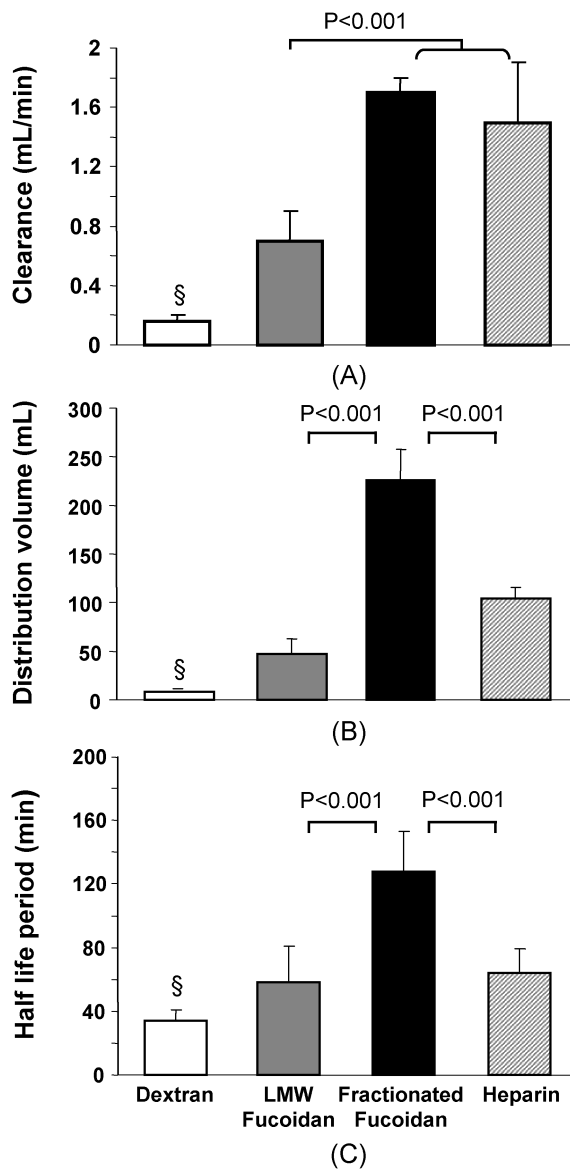 P<0.001
Clearance (mL/min)
2
1.6
1.2
0.8
0.4
0
§
(A)
Distribution volume (mL)
300
250
200
150
100
50
0
P<0.001 P<0.001
§
(B)
Half life period (min)
200
160
120
80
40
0
P<0.001 P<0.001
§
Dextran LMW Fractionated Heparin
Fucoidan Fucoidan
(C)